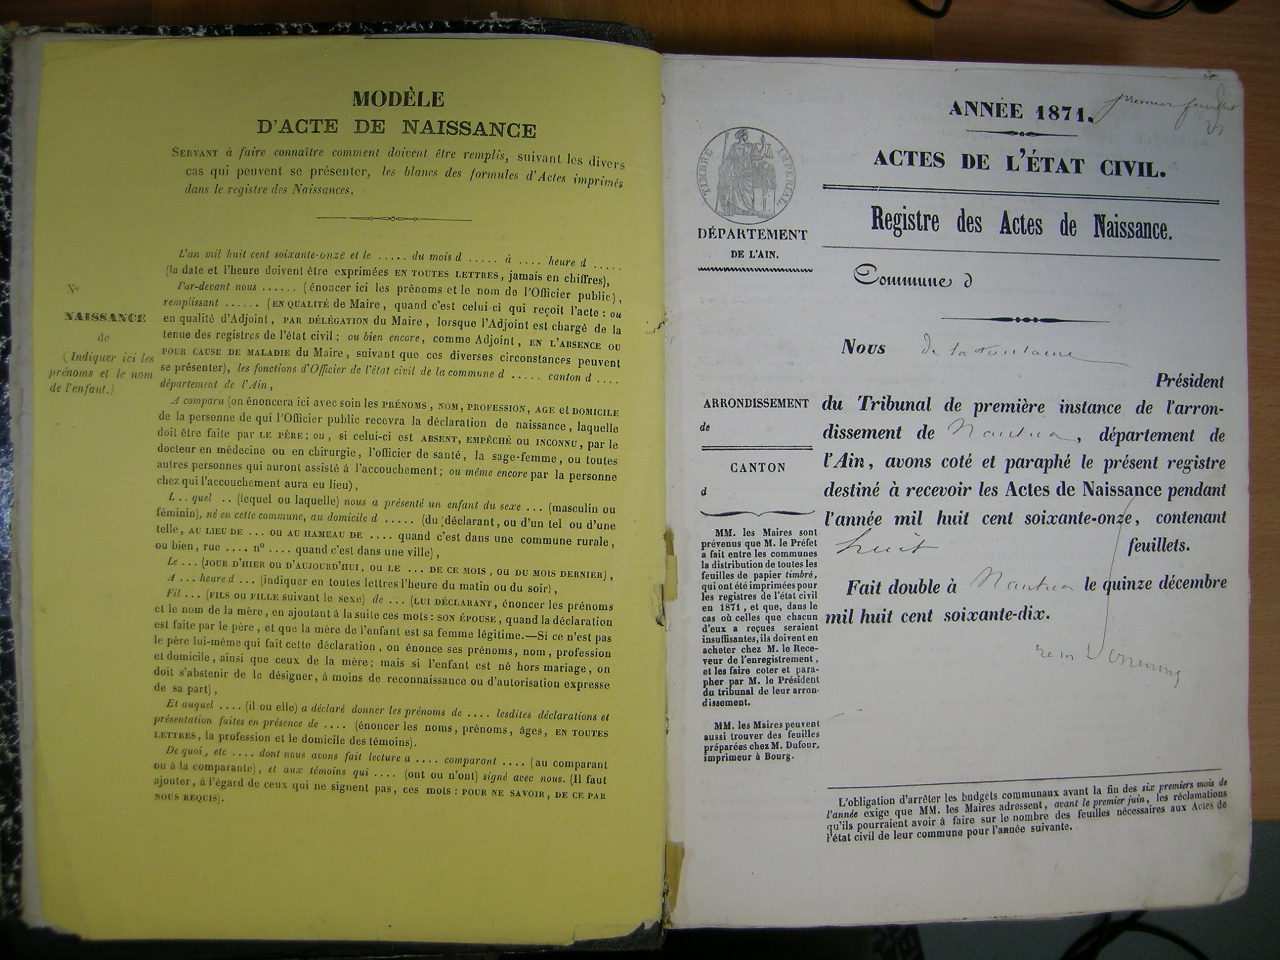 MODÈLE
D'ACTE DE NAISSANCE
SERVANT à faire connaître comment doivent être remplis, suivant les divers
cas qui peuvent se présenter, les blancs des formules d'Actes imprimés
dans le registre des Naissances.
L'an mil huit cent soixante-onze et le ..... du mois d ..... à .... heure d .....
(la date et l'heure doivent être exprimées EN TOUTES LETTRES, jamais en chiffres),
Par-devant nous ...... (énoncer ici les prénoms et le nom de l'Officier public),
remplissant ...... (EN QUALITÉ de Maire, quand c'est celui ci qui reçoit l'acte: ou
en qualité d'Adjoint, PAR DÉLÉGATION du Maire, lorsque l'Adjoint est chargé de la
tenue des registres de l'état civil; ou bien encore, comme Adjoint, EN L'ABSENCE OU
POUR CAUSE DE MALADIE du Maire, suivant que ces diverses circonstances peuvent
se présenter), les fonctions d'Officier de l'état civil de la commune d ..... canton d ....
département de l'Ain,
N°
NAISSANCE
de
(Indiquer ici les
prénoms et le nom
de l'enfant.)
A comparu (on énoncera ici avec soin les PRÉNOMS, NOM, PROFESSION, AGE et DOMICILE
de la personne de qui l'Officier public recevra la déclaration de naissance, laquelle
doit être faite par LE PÈRE; ou, si celui-ci est ABSENT, EMPÊCHÉ OU INCONNU, par le
docteur en médecine ou en chirurgie, l'officier de santé, la sage-femme, ou toutes
autres personnes qui auront assisté à l'accouchement; ou même encore par la personne
chez qui l'accouchement aura eu lieu),
L .. quel .. (lequel ou laquelle) nous a présenté un enfant du sexe ... (masculin ou
féminin), né en cette commune, au domicile d ..... (du déclarant, ou d'un tel ou d'une
telle, AU LIEU DE ... OU AU HAMEAU DE .... quand c'est dans une commune rurale,
ou bien, rue .... n° .... quand c'est dans une ville),
Le ... (JOUR D'HIER OU D'AUJOURD'HUI, OU LE ... DE CE MOIS, OU DU MOIS DERNIER),
A ... heure d ... (indiquer en toutes lettres l'heure du matin ou du soir),
Fil ... (FILS OU FILLE suivant le sexe) de ... (LUI DÉCLARANT, énoncer les prénoms
et le nom de la mère, en ajoutant à la suite ces mots: SON ÉPOUSE, quand la déclaration
est faite par le père, et que la mère de l'enfant est sa femme légitime.—Si ce n'est pas
le père lui-même qui fait cette déclaration, on énonce ses prénoms, nom, profession
et domicile, ainsi que ceux de la mère; mais si l'enfant est né hors mariage, on
doit s'abstenir de le désigner, à moins de reconnaissance ou d'autorisation expresse
de sa part),
Et auquel .... (il ou elle) a déclaré donner les prénoms de .... lesdites déclarations et
présentation faites en présence de .... (énoncer les noms, prénoms, âges, EN TOUTES
LETTRES, la profession et le domicile des témoins).
De quoi, etc .... dont nous avons fait lecture a .... comparant .... (au comparant
ou à la comparante), et aux témoins qui .... (ont ou n'ont) signé avec nous. (Il faut
ajouter, à l'égard de ceux qui ne signent pas, ces mots: POUR NE SAVOIR, DE CE PAR
NOUS REQUIS).
premier feuillet
ANNÉE 1871.
ACTES DE L'ÉTAT CIVIL.
Registre des Actes de Naissance.
TIMBRE IMPÉRIAL
DÉPARTEMENT
DE L'AIN.
Commune d
Nous de la fontaine
Président
du Tribunal de première instance de l'arron-
dissement de Nantua, département de
l'Ain, avons coté et paraphé le présent registre
destiné à recevoir les Actes de Naissance pendant
l'année mil huit cent soixante-onze, contenant
huit feuillets.
Fait double à Nantua le quinze décembre
mil huit cent soixante-dix.
ARRONDISSEMENT
de
CANTON
d
MM. les Maires sont
prévenus que M. le Préfet
a fait entre les communes
la distribution de toutes les
feuilles de papier timbré,
qui ont été imprimées pour
les registres de l'état civil
en 1871, et que, dans le
cas où celles que chacun
d'eux a reçues seraient
insuffisantes, ils doivent en
acheter chez M. le Rece-
veur de l'enregistrement,
et les faire coter et para-
pher par M. le Président
du tribunal de leur arron-
dissement.
MM. les Maires peuvent
aussi trouver des feuilles
préparées chez M. Dufour,
imprimeur à Bourg.
L'obligation d'arrêter les budgets communaux avant la fin des six premiers mois de
l'année exige que MM. les Maires adressent, avant le premier juin, les réclamations
qu'ils pourraient avoir à faire sur le nombre des feuilles nécessaires aux Actes de
l'état civil de leur commune pour l'année suivante.